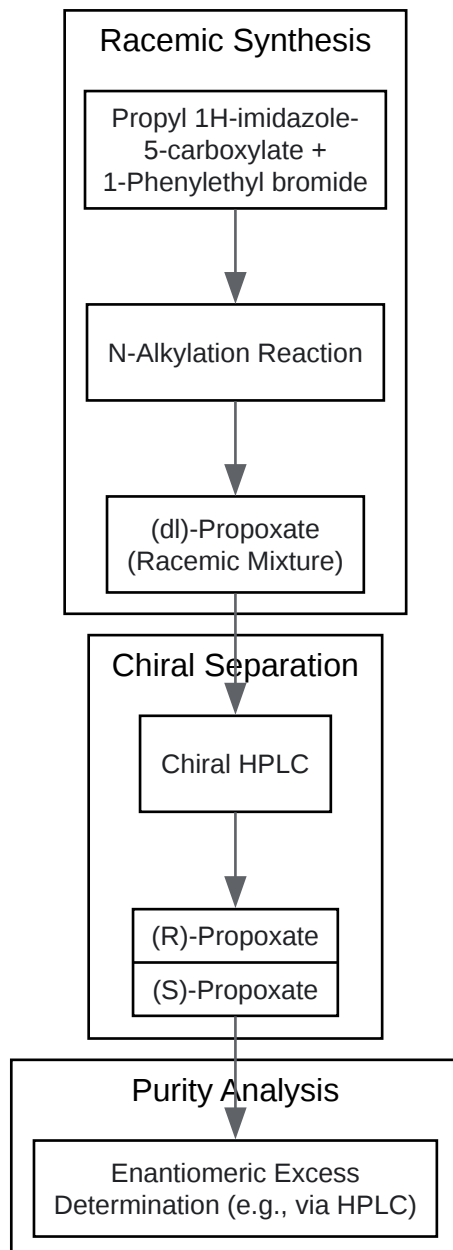 Racemic Synthesis
Propyl 1H-imidazole-
5-carboxylate +
1-Phenylethyl bromide
N-Alkylation Reaction
(dl)-Propoxate
(Racemic Mixture)
Chiral Separation
Chiral HPLC
(R)-Propoxate
(S)-Propoxate
Purity Analysis
Enantiomeric Excess
Determination (e.g., via HPLC)